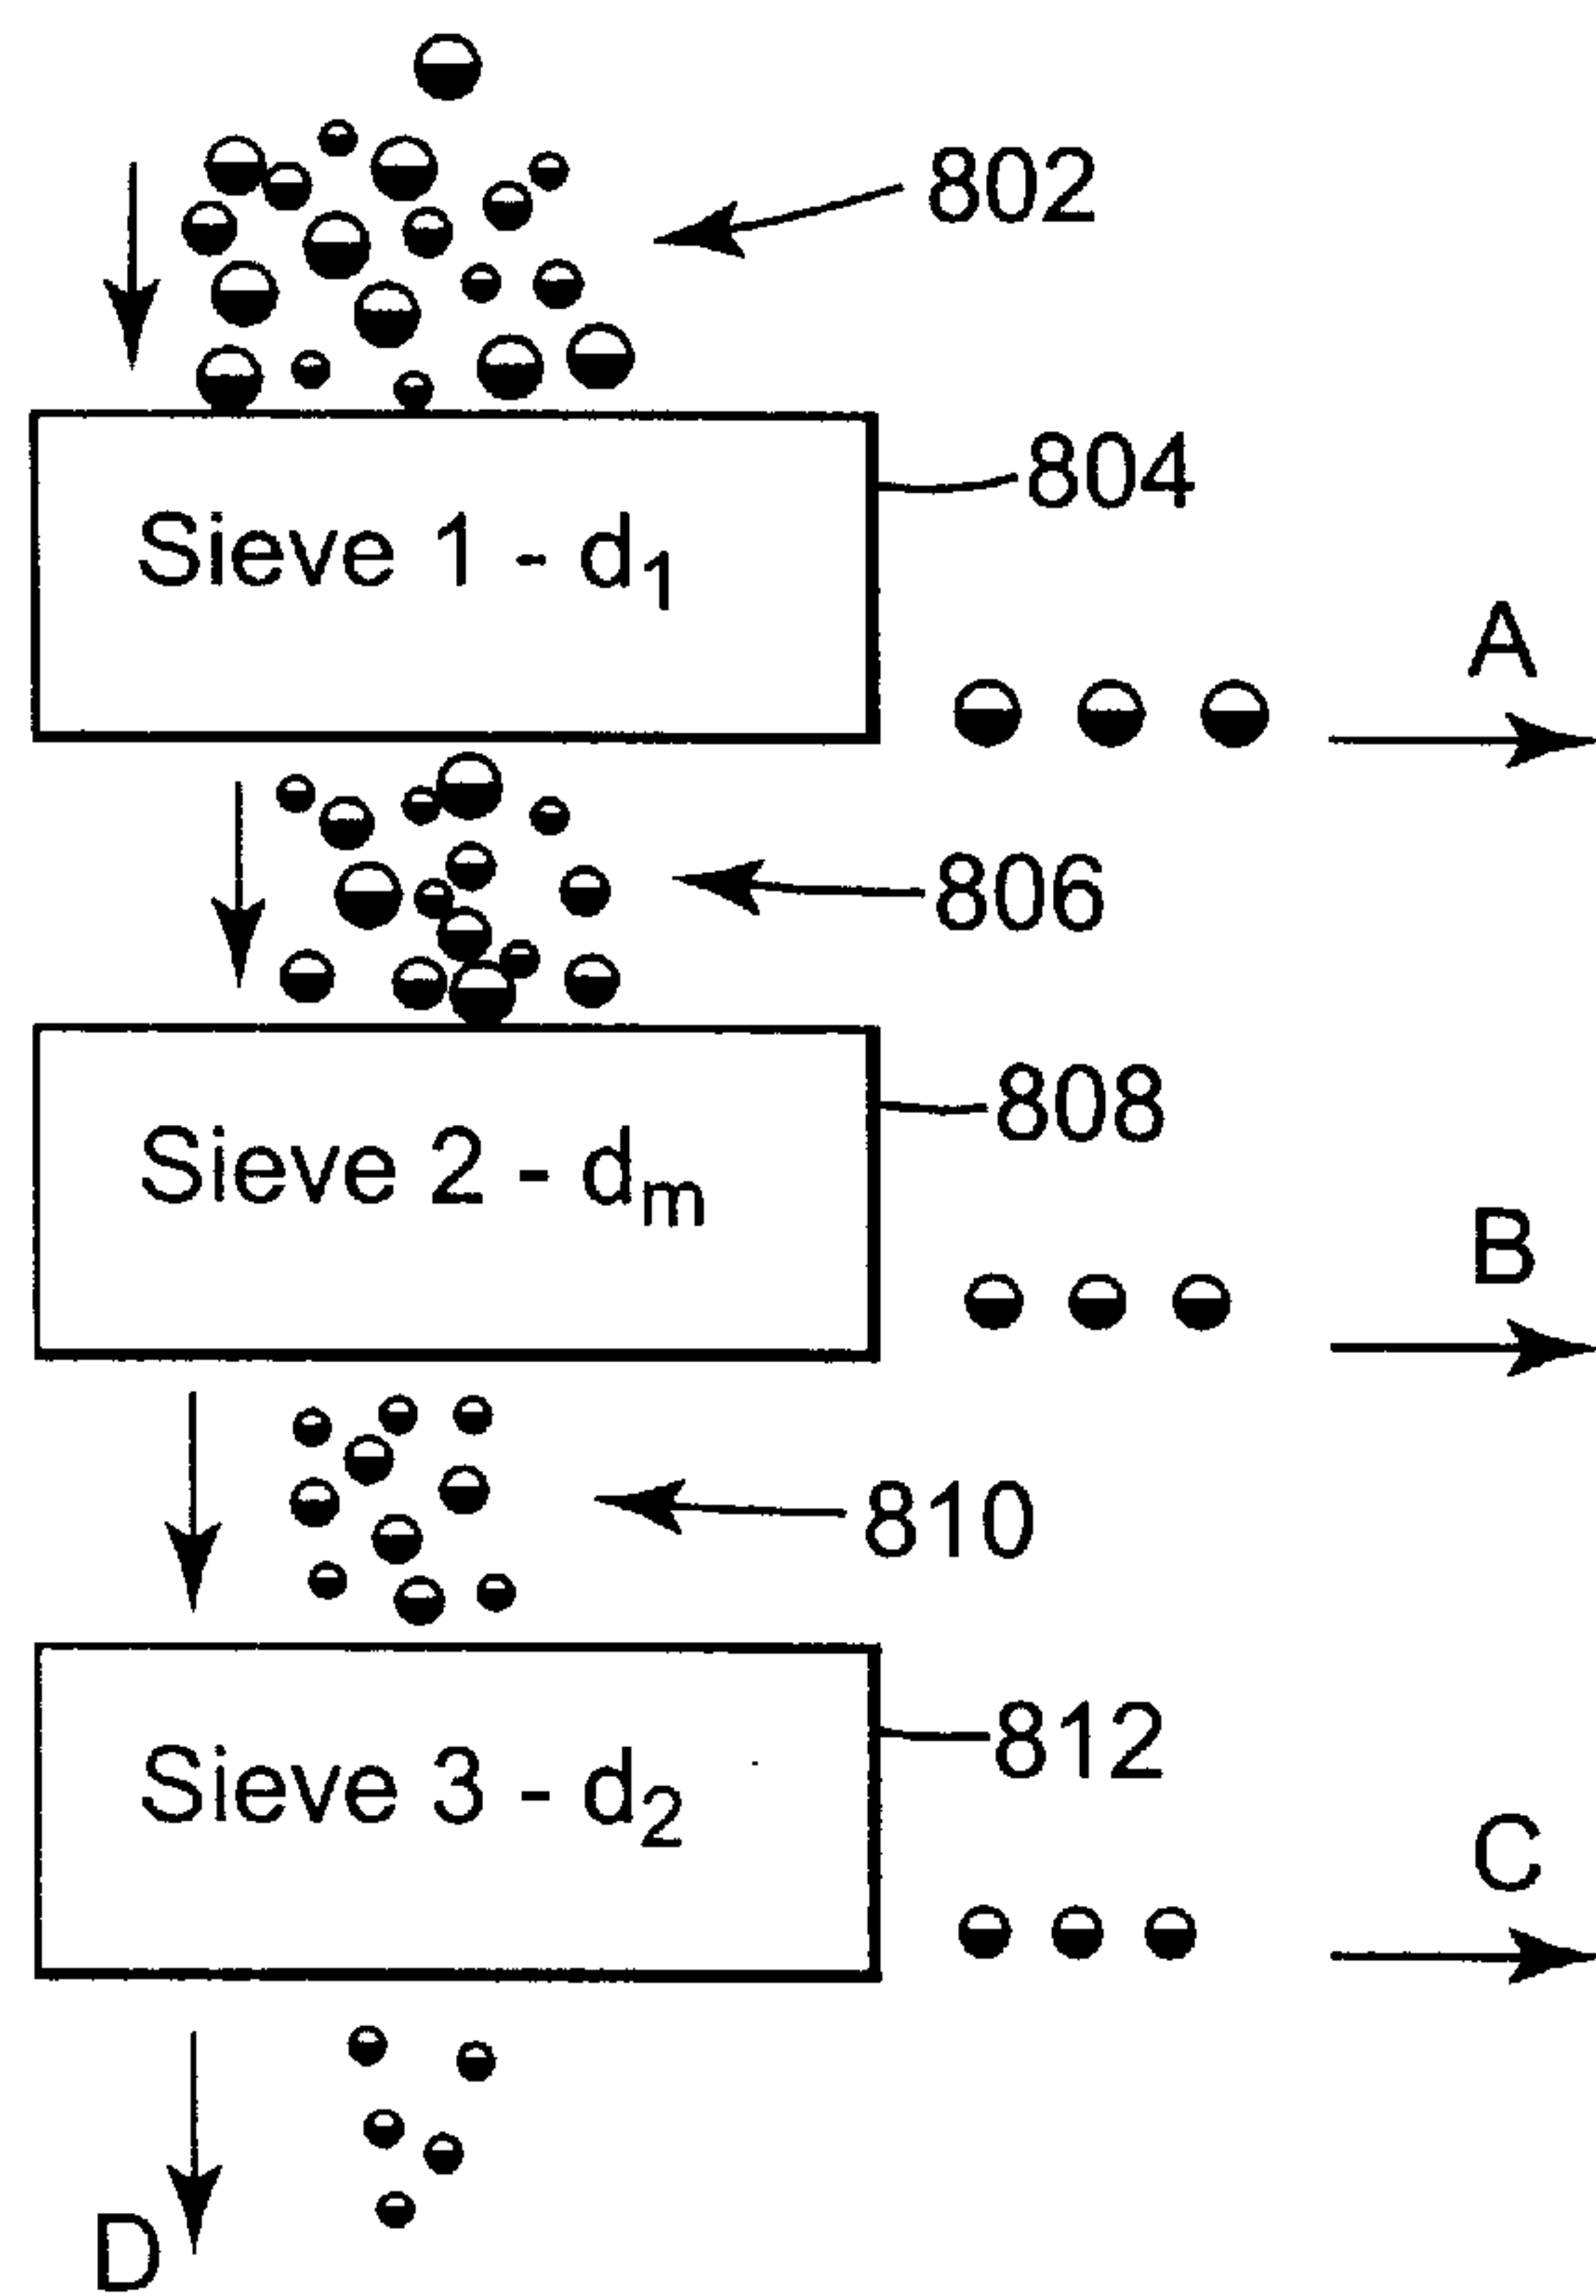 802
804
Sieve 1 - d₁
A
806
808
Sieve 2 - dₘ
B
810
812
Sieve 3 - d₂
C
D